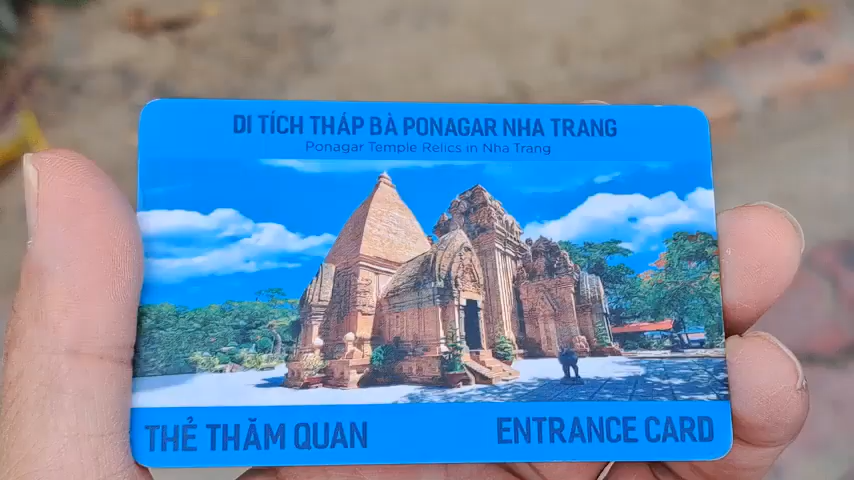 DI TÍCH THÁP BÀ PONAGAR NHA TRANG
Ponagar Temple Relics in Nha Trang
THẺ THĂM QUAN
ENTRANCE CARD